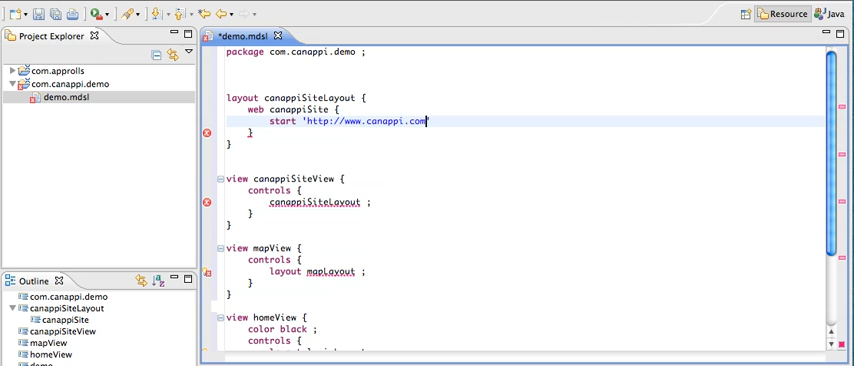 Resource
Java
Project Explorer
com.approlls
com.canappi.demo
demo.mdsl
Outline
com.canappi.demo
canappiSiteLayout
canappiSite
canappiSiteView
mapView
homeView
demo
*demo.mdsl
package com.canappi.demo ;
layout canappiSiteLayout {
web canappiSite {
start 'http://www.canappi.com'
}
}
view canappiSiteView {
controls {
canappiSiteLayout ;
}
}
view mapView {
controls {
layout mapLayout ;
}
}
view homeView {
color black ;
controls {